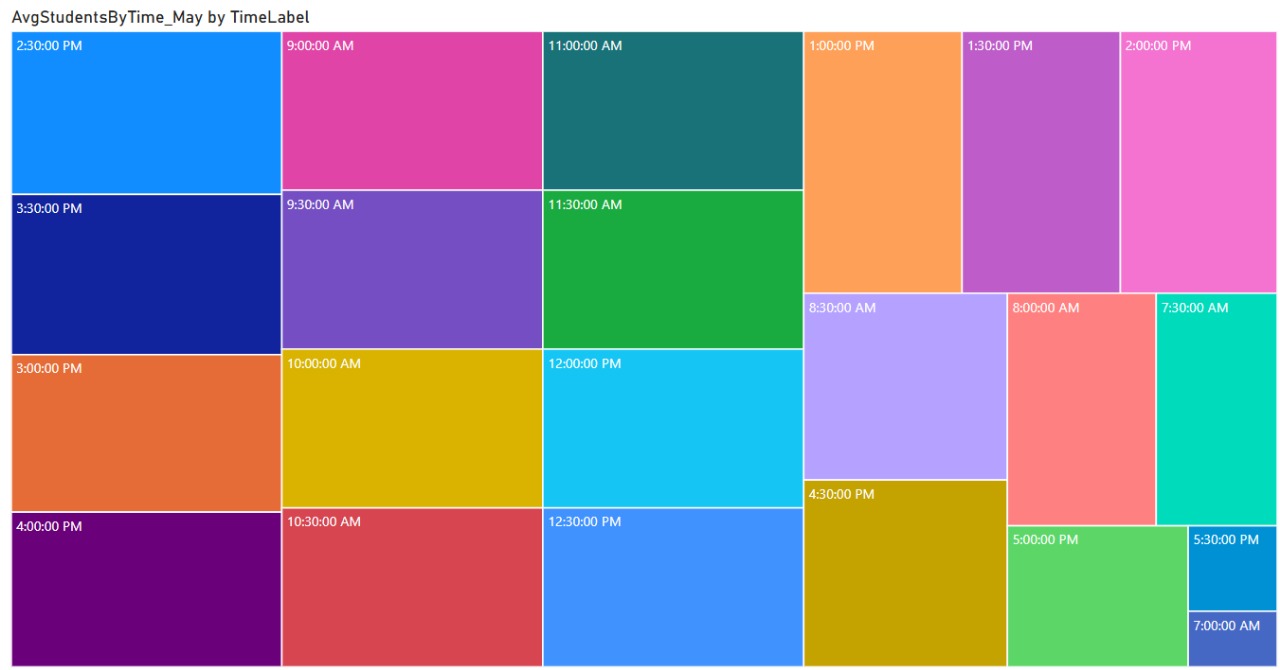 AvgStudentsByTime_May by TimeLabel
2:30:00 PM
3:30:00 PM
3:00:00 PM
4:00:00 PM
9:00:00 AM
9:30:00 AM
10:00:00 AM
10:30:00 AM
11:00:00 AM
11:30:00 AM
12:00:00 PM
12:30:00 PM
1:00:00 PM
1:30:00 PM
2:00:00 PM
8:30:00 AM
4:30:00 PM
8:00:00 AM
7:30:00 AM
5:00:00 PM
5:30:00 PM
7:00:00 AM